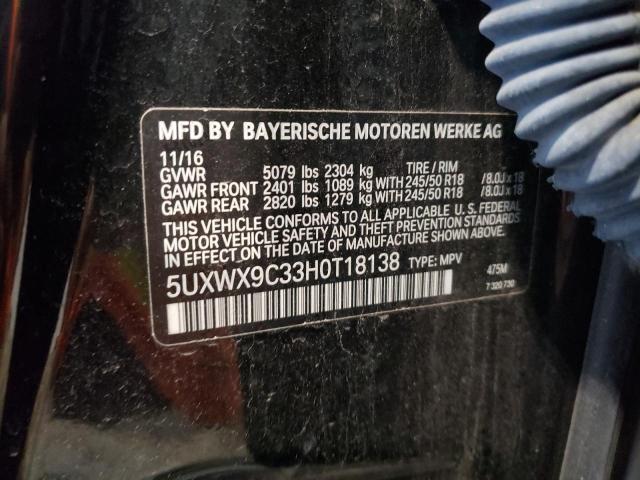 MFD BY BAYERISCHE MOTOREN WERKE AG
11/16
GVWR 5079 lbs 2304 kg TIRE / RIM
GAWR FRONT 2401 lbs 1089 kg WITH 245/50 R18 /8.0J x 18
GAWR REAR 2820 lbs 1279 kg WITH 245/50 R18 /8.0J x 18
THIS VEHICLE CONFORMS TO ALL APPLICABLE U. S. FEDERAL
MOTOR VEHICLE SAFETY AND THEFT PREVENTION STANDARDS
IN EFFECT ON THE DATE OF MANUFACTURE SHOWN ABOVE.
5UXWX9C33H0T18138 TYPE: MPV 475M
7 320 730